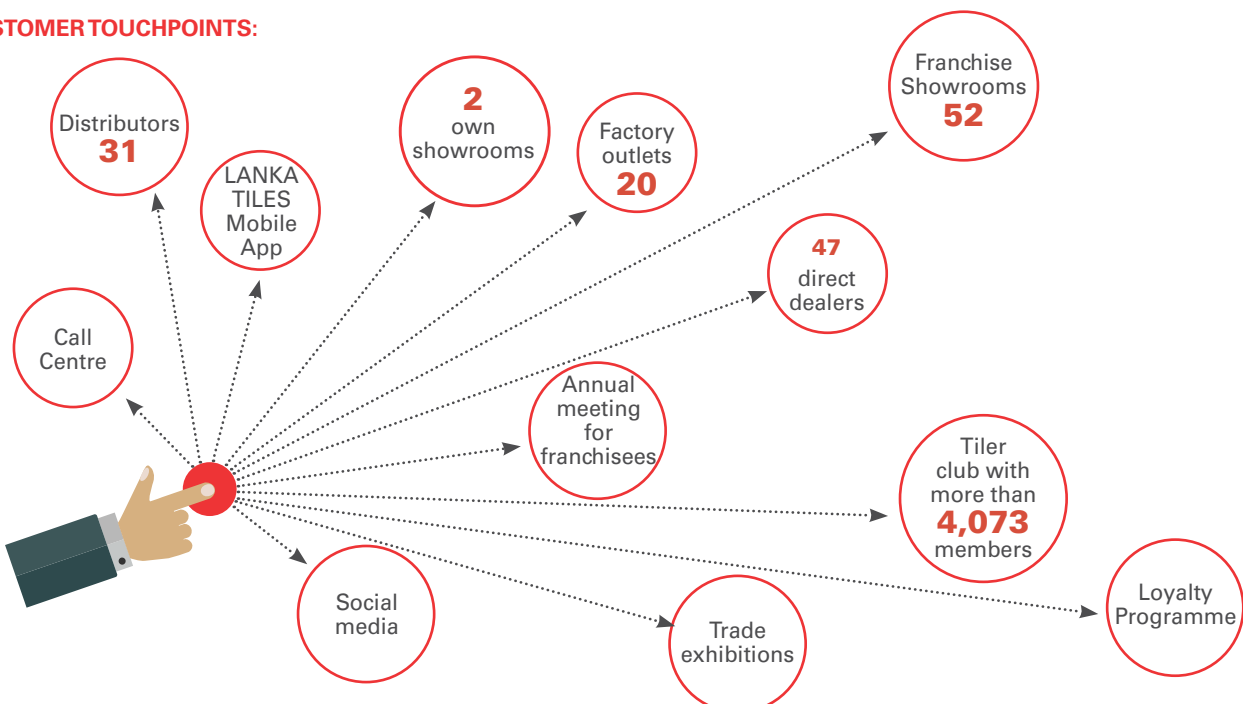 STOMER TOUCHPOINTS:
Distributors
31
LANKA
TILES
Mobile
App
2
own
showrooms
Factory
outlets
20
Franchise
Showrooms
52
47
direct
dealers
Call
Centre
Annual
meeting
for
franchisees
Tiler
club with
more than
4,073
members
Loyalty
Programme
Social
media
Trade
exhibitions